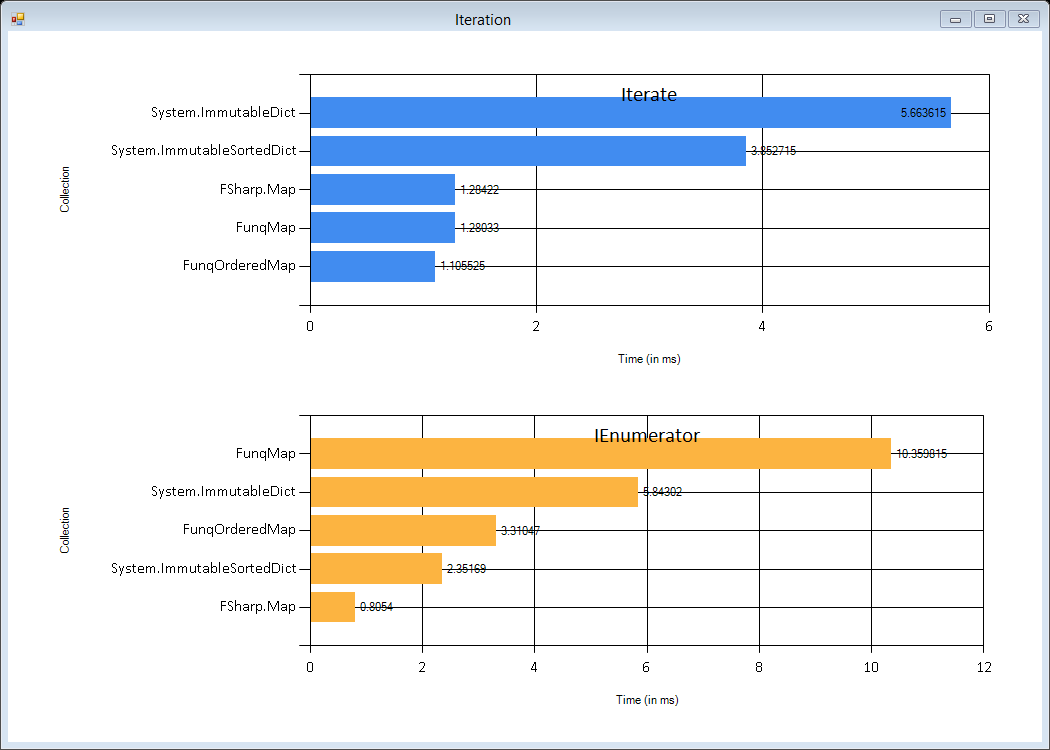 Iteration
Iterate
System.ImmutableDict 5.663615
System.ImmutableSortedDict 3.852715
FSharp.Map 1.28422
FunqMap 1.28033
FunqOrderedMap 1.105525
Collection
0 2 4 6
Time (in ms)
IEnumerator
FunqMap 10.359815
System.ImmutableDict 5.84302
FunqOrderedMap 3.31047
System.ImmutableSortedDict 2.35169
FSharp.Map 0.8054
Collection
0 2 4 6 8 10 12
Time (in ms)